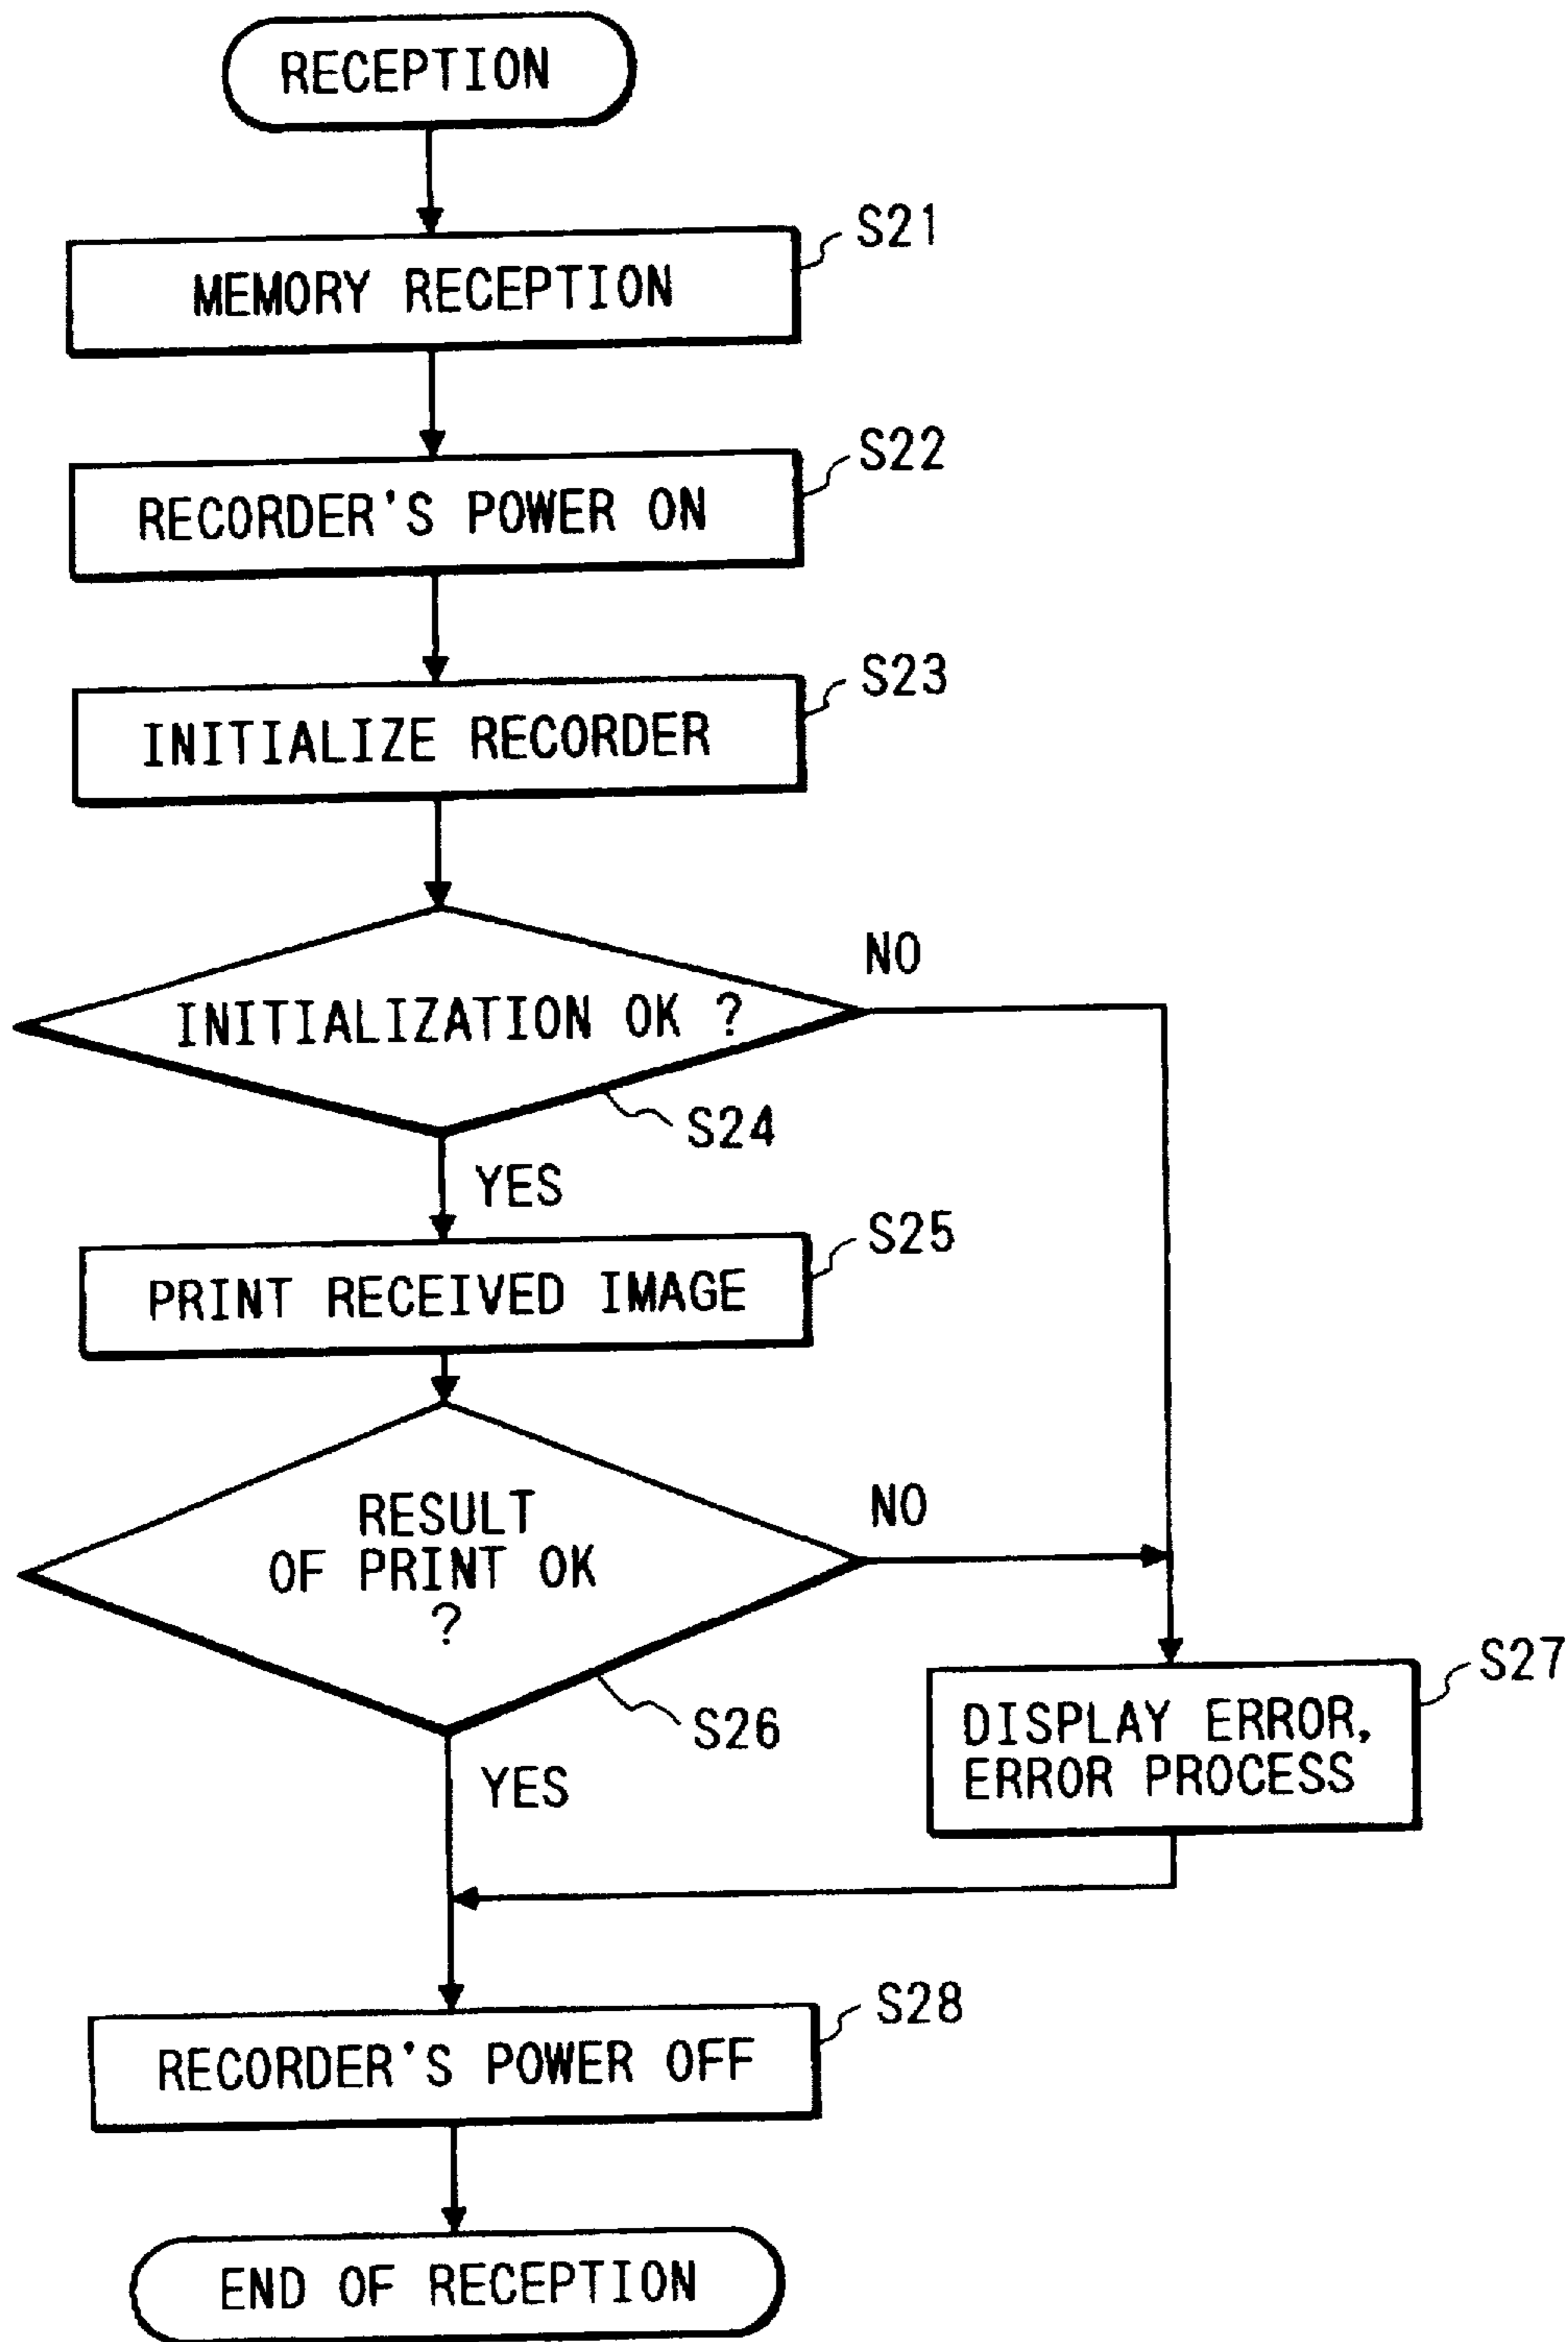 RECEPTION
S21
MEMORY RECEPTION
S22
RECORDER'S POWER ON
S23
INITIALIZE RECORDER
NO
INITIALIZATION OK ?
S24
YES
S25
PRINT RECEIVED IMAGE
NO
RESULT
OF PRINT OK
?
S27
S26
DISPLAY ERROR,
ERROR PROCESS
YES
S28
RECORDER'S POWER OFF
END OF RECEPTION